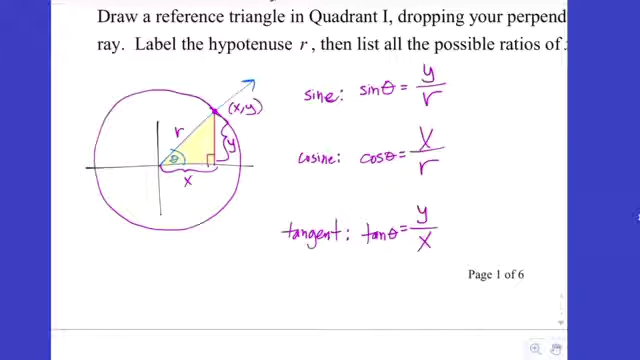 Draw a reference triangle in Quadrant I, dropping your perpend
ray. Label the hypotenuse r, then list all the possible ratios of
(x,y)
r
θ
y
x
sine: sinθ = y/r
cosine: cosθ = x/r
tangent: tanθ = y/x
Page 1 of 6